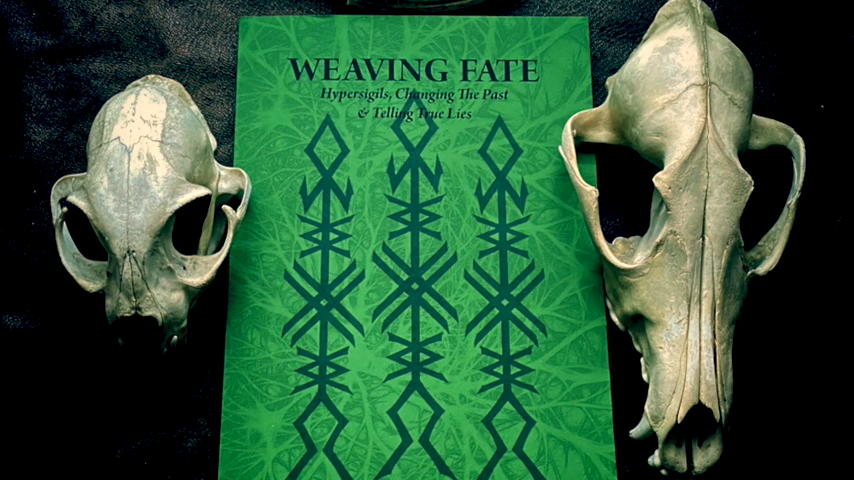 WEAVING FATE
Hypersigils, Changing The Past
& Telling True Lies